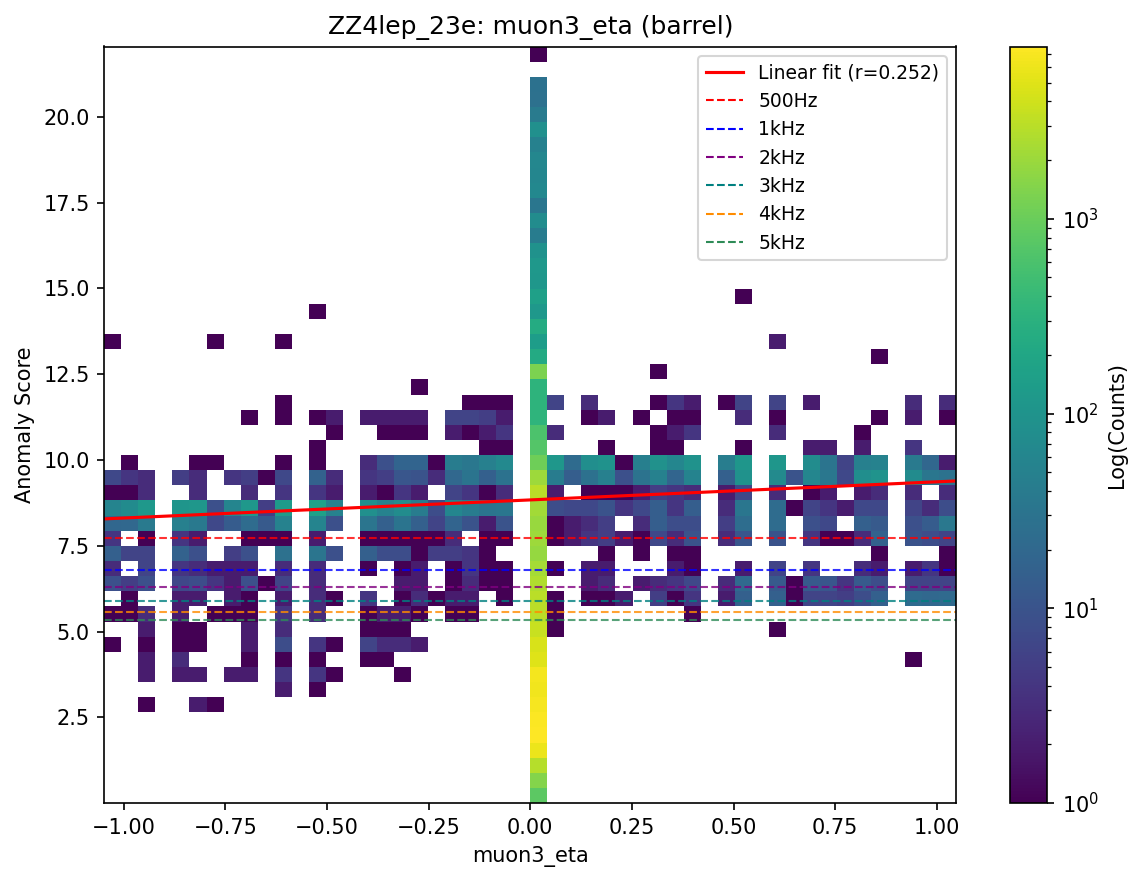 ZZ4lep_23e: muon3_eta (barrel)
Linear fit (r=0.252)
500Hz
1kHz
2kHz
3kHz
4kHz
5kHz
Anomaly Score
20.0
17.5
15.0
12.5
10.0
7.5
5.0
2.5
−1.00 −0.75 −0.50 −0.25 0.00 0.25 0.50 0.75 1.00
muon3_eta
10³
10²
10¹
10⁰
Log(Counts)